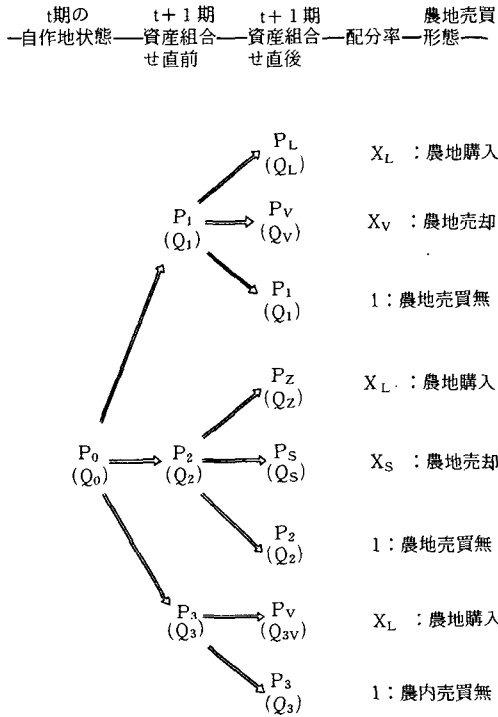 t期の t+1期 t+1期 農地売買
自作地状態 資産組合 資産組合 配分率 形態
せ直前 せ直後
P_L
(Q_L) X_L :農地購入
P_1 P_V
(Q_1) (Q_V) X_V :農地売却
P_1
(Q_1) 1:農地売買無
P_Z
(Q_Z) X_L :農地購入
P_0 P_2 P_S
(Q_0) (Q_2) (Q_S) X_S :農地売却
P_2
(Q_2) 1:農地売買無
P_3 P_V
(Q_3) (Q_3V) X_L :農地購入
P_3
(Q_3) 1:農内売買無